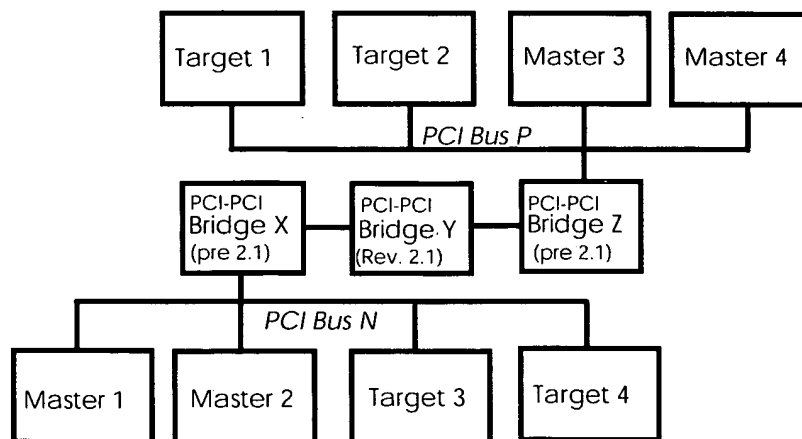 Target 1
Target 2
Master 3
Master 4
PCI Bus P
PCI-PCI
Bridge X
(pre 2.1)
PCI-PCI
Bridge Y
(Rev. 2.1)
PCI-PCI
Bridge Z
(pre 2.1)
PCI Bus N
Master 1
Master 2
Target 3
Target 4